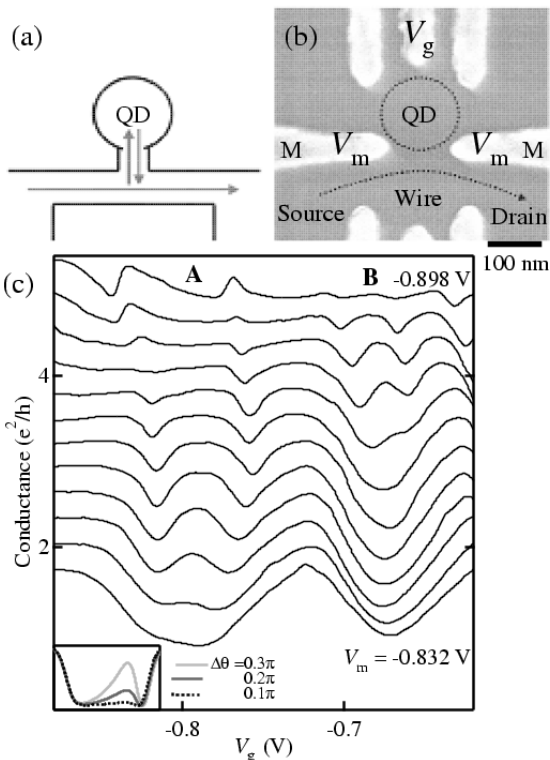 (a)
QD
(b)
V_g
QD
M V_m V_m M
Source Wire Drain
100 nm
(c)
A B -0.898 V
4
2
Conductance (e²/h)
Δθ =0.3π
0.2π
0.1π
V_m = -0.832 V
-0.8 -0.7
V_g (V)